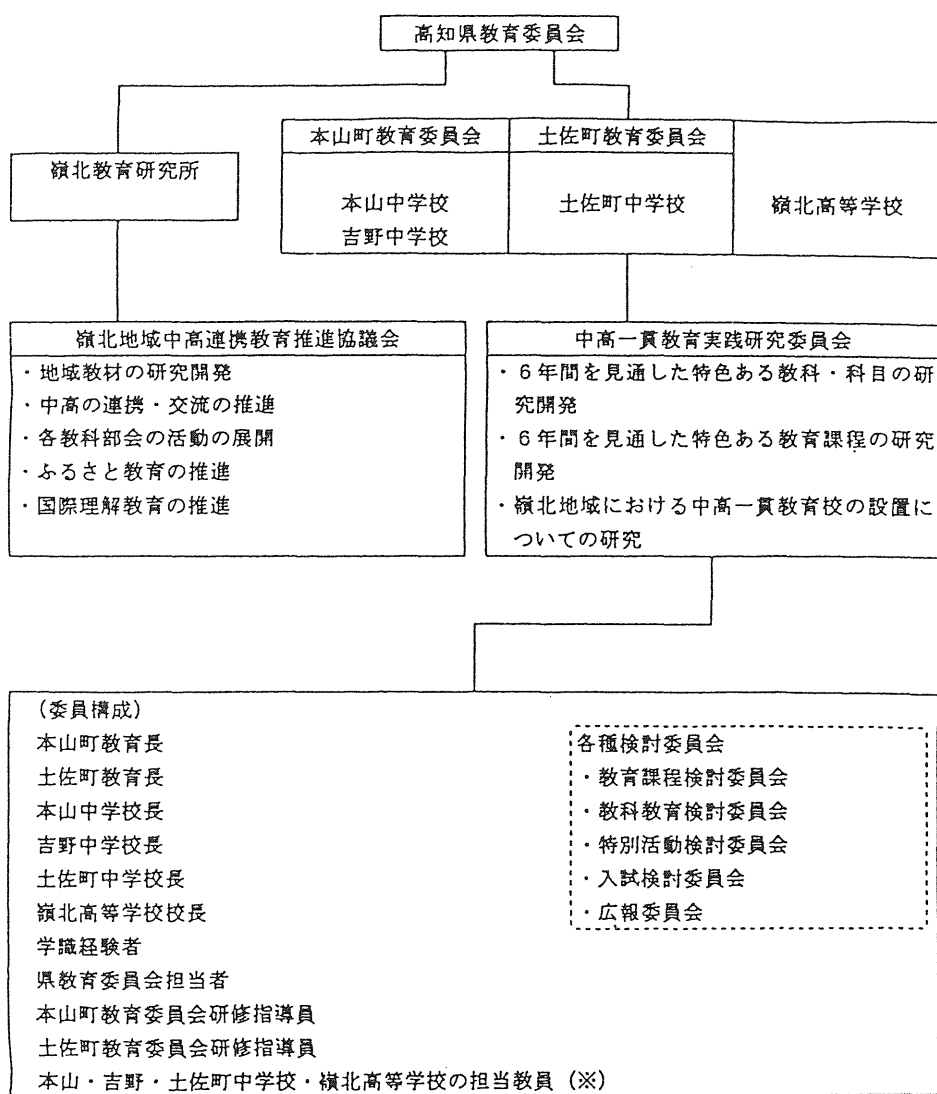 高知県教育委員会
嶺北教育研究所
本山町教育委員会
本山中学校
吉野中学校
土佐町教育委員会
土佐町中学校
嶺北高等学校
嶺北地域中高連携教育推進協議会
・地域教材の研究開発
・中高の連携・交流の推進
・各教科部会の活動の展開
・ふるさと教育の推進
・国際理解教育の推進
中高一貫教育実践研究委員会
・6年間を見通した特色ある教科・科目の研
究開発
・6年間を見通した特色ある教育課程の研究
開発
・嶺北地域における中高一貫教育校の設置に
ついての研究
（委員構成）
本山町教育長
土佐町教育長
本山中学校長
吉野中学校長
土佐町中学校長
嶺北高等学校校長
学識経験者
県教育委員会担当者
本山町教育委員会研修指導員
土佐町教育委員会研修指導員
本山・吉野・土佐町中学校・嶺北高等学校の担当教員（※）
各種検討委員会
・教育課程検討委員会
・教科教育検討委員会
・特別活動検討委員会
・入試検討委員会
・広報委員会